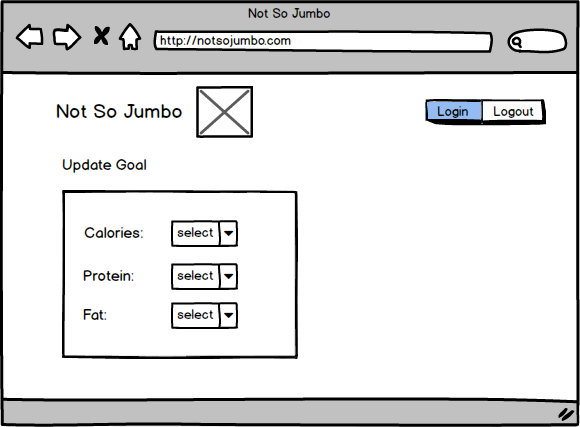 Not So Jumbo
http://notsojumbo.com
Not So Jumbo
Login Logout
Update Goal
Calories: select
Protein: select
Fat: select